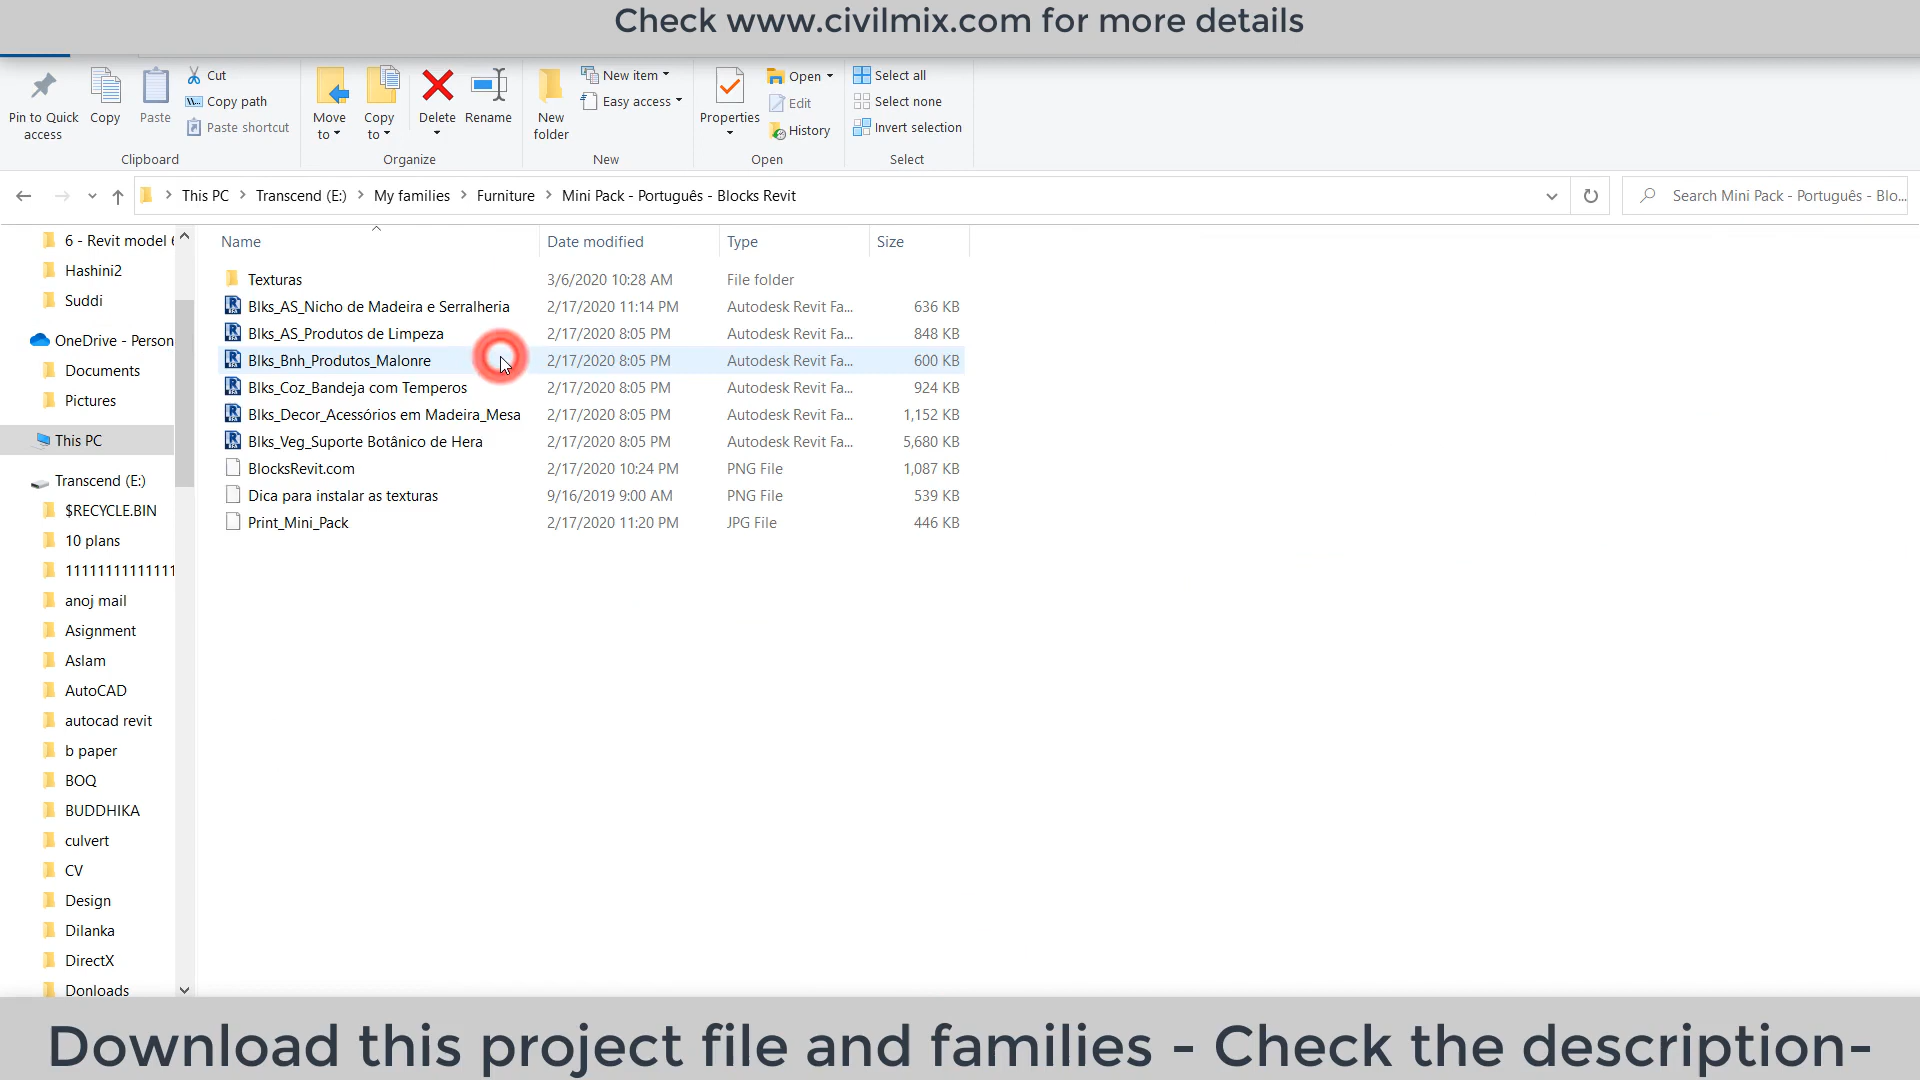 Check www.civilmix.com for more details
Pin to Quick access
Copy
Paste
Cut
Copy path
Paste shortcut
Clipboard
Move to
Copy to
Delete
Rename
Organize
New folder
New item
Easy access
New
Properties
Open
Edit
History
Open
Select all
Select none
Invert selection
Select
This PC > Transcend (E:) > My families > Furniture > Mini Pack - Português - Blocks Revit
Search Mini Pack - Português - Blo...
6 - Revit model 6
Hashini2
Suddi
OneDrive - Person
Documents
Pictures
This PC
Transcend (E:)
$RECYCLE.BIN
10 plans
11111111111111
anoj mail
Asignment
Aslam
AutoCAD
autocad revit
b paper
BOQ
BUDDHIKA
culvert
CV
Design
Dilanka
DirectX
Donloads
Name Date modified Type Size
Texturas 3/6/2020 10:28 AM File folder
Blks_AS_Nicho de Madeira e Serralheria 2/17/2020 11:14 PM Autodesk Revit Fa... 636 KB
Blks_AS_Produtos de Limpeza 2/17/2020 8:05 PM Autodesk Revit Fa... 848 KB
Blks_Bnh_Produtos_Malonre 2/17/2020 8:05 PM Autodesk Revit Fa... 600 KB
Blks_Coz_Bandeja com Temperos 2/17/2020 8:05 PM Autodesk Revit Fa... 924 KB
Blks_Decor_Acessórios em Madeira_Mesa 2/17/2020 8:05 PM Autodesk Revit Fa... 1,152 KB
Blks_Veg_Suporte Botânico de Hera 2/17/2020 8:05 PM Autodesk Revit Fa... 5,680 KB
BlocksRevit.com 2/17/2020 10:24 PM PNG File 1,087 KB
Dica para instalar as texturas 9/16/2019 9:00 AM PNG File 539 KB
Print_Mini_Pack 2/17/2020 11:20 PM JPG File 446 KB
Download this project file and families - Check the description-